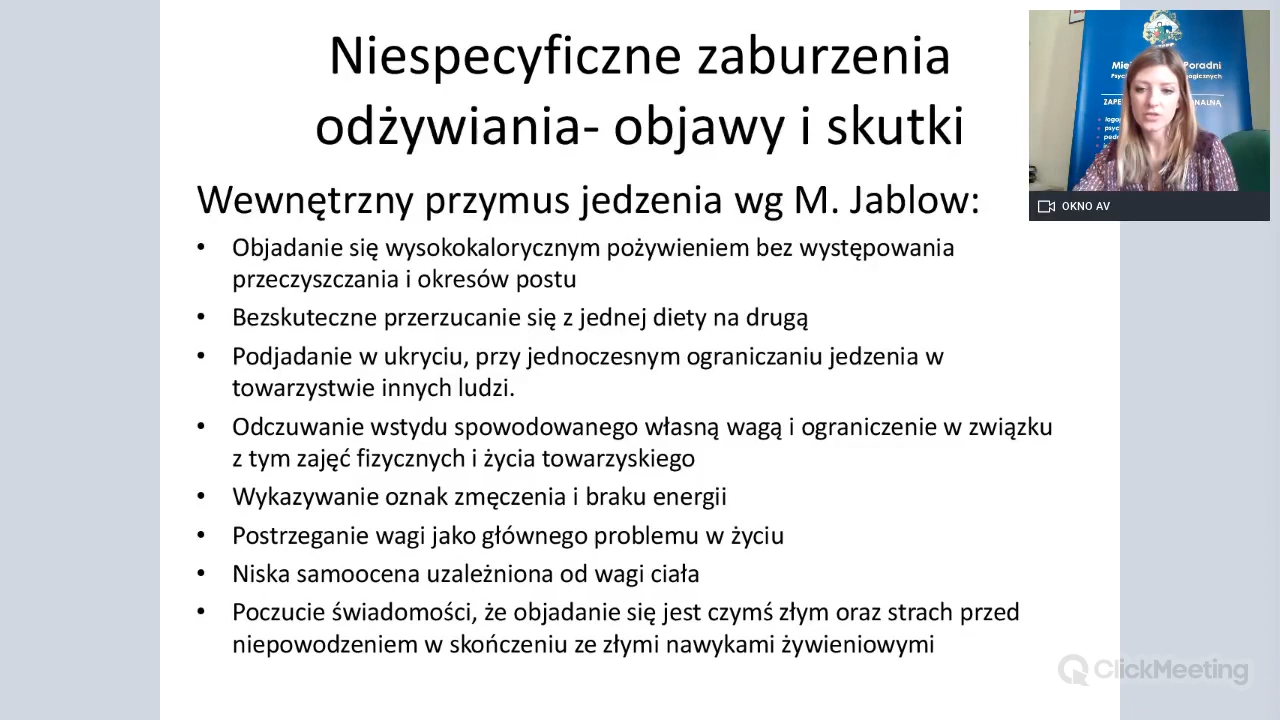 Niespecyficzne zaburzenia
odżywiania- objawy i skutki
Wewnętrzny przymus jedzenia wg M. Jablow:
• Objadanie się wysokokalorycznym pożywieniem bez występowania
przeczyszczania i okresów postu
• Bezskuteczne przerzucanie się z jednej diety na drugą
• Podjadanie w ukryciu, przy jednoczesnym ograniczaniu jedzenia w
towarzystwie innych ludzi.
• Odczuwanie wstydu spowodowanego własną wagą i ograniczenie w związku
z tym zajęć fizycznych i życia towarzyskiego
• Wykazywanie oznak zmęczenia i braku energii
• Postrzeganie wagi jako głównego problemu w życiu
• Niska samoocena uzależniona od wagi ciała
• Poczucie świadomości, że objadanie się jest czymś złym oraz strach przed
niepowodzeniem w skończeniu ze złymi nawykami żywieniowymi
Poradni
OKNO AV
ClickMeeting